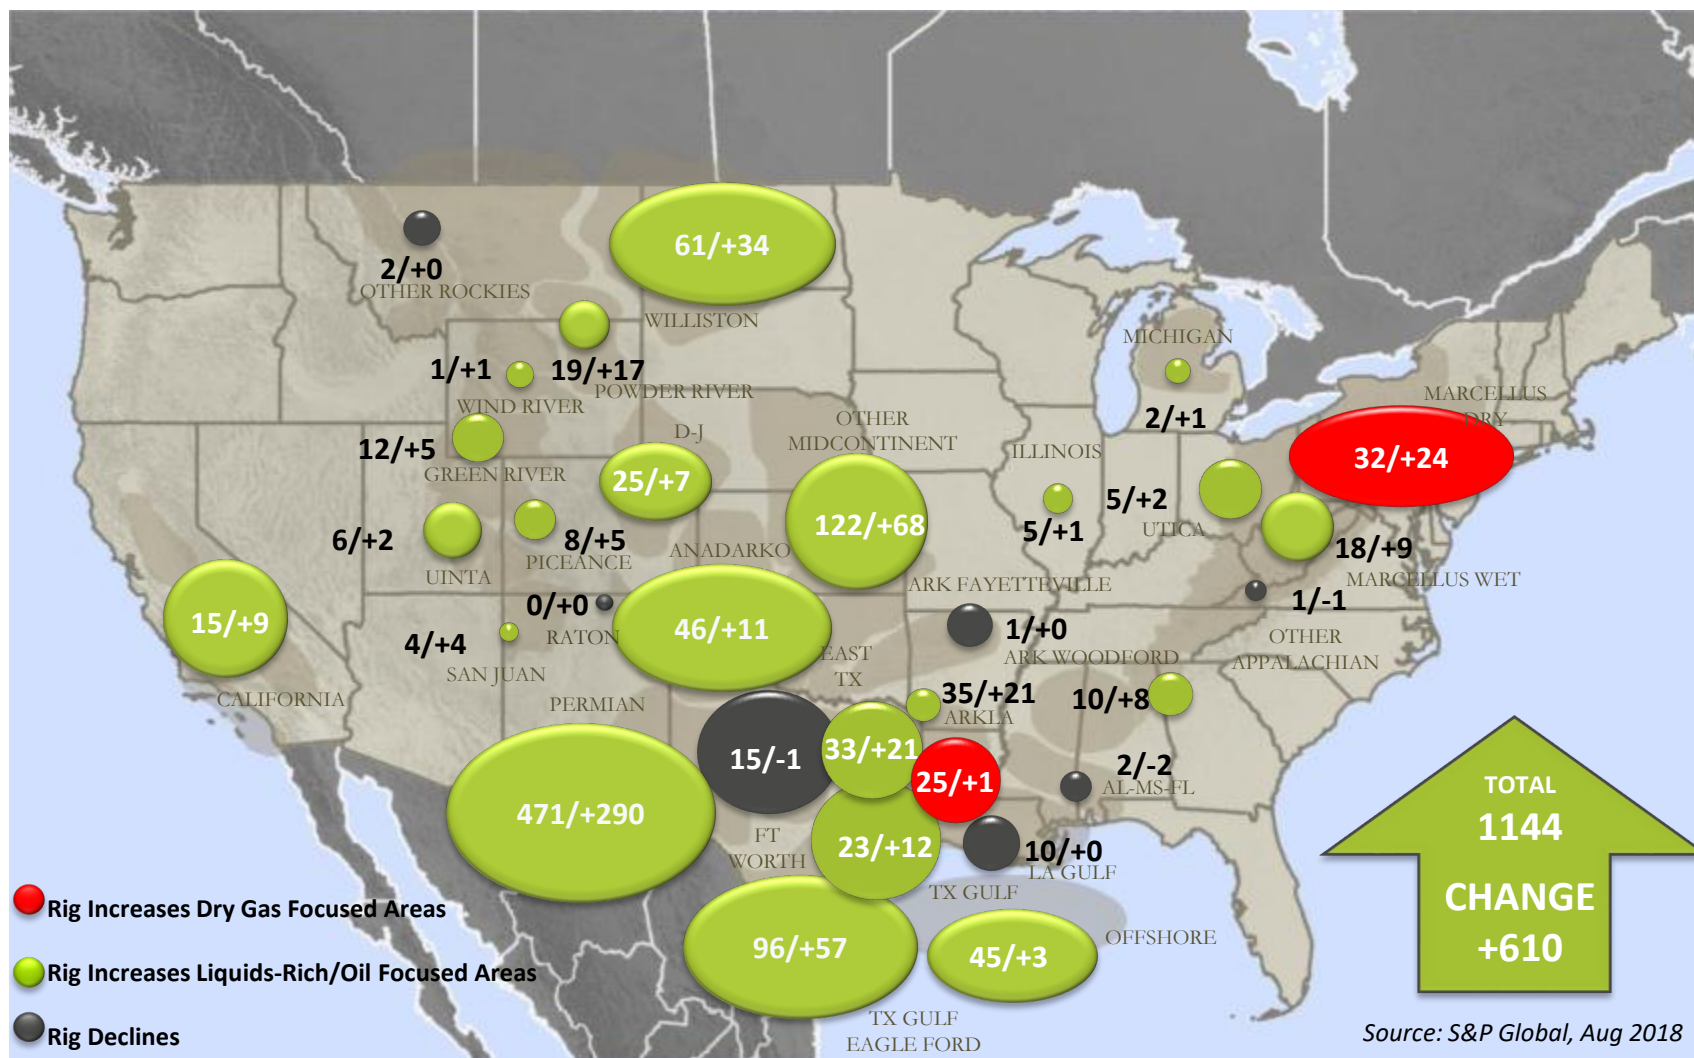 61/+34
2/+0
OTHER ROCKIES
WILLISTON
MICHIGAN
1/+1
19/+17
POWDER RIVER
WIND RIVER
2/+1
MARCELLUS
DRY
32/+24
12/+5
GREEN RIVER
D-J
25/+7
OTHER
MIDCONTINENT
122/+68
ILLINOIS
5/+1
5/+2
UTICA
18/+9
MARCELLUS WET
6/+2
UINTA
8/+5
PICEANCE
ANADARKO
46/+11
ARK FAYETTEVILLE
1/+0
1/-1
OTHER
APPALACHIAN
15/+9
CALIFORNIA
0/+0
RATON
4/+4
SAN JUAN
EAST
TX
ARK WOODFORD
10/+8
35/+21
ARKLA
PERMIAN
471/+290
15/-1
33/+21
25/+1
2/-2
AL-MS-FL
FT
WORTH
23/+12
10/+0
LA GULF
TX GULF
96/+57
45/+3
OFFSHORE
TX GULF
EAGLE FORD
TOTAL
1144
CHANGE
+610
Rig Increases Dry Gas Focused Areas
Rig Increases Liquids-Rich/Oil Focused Areas
Rig Declines
Source: S&P Global, Aug 2018